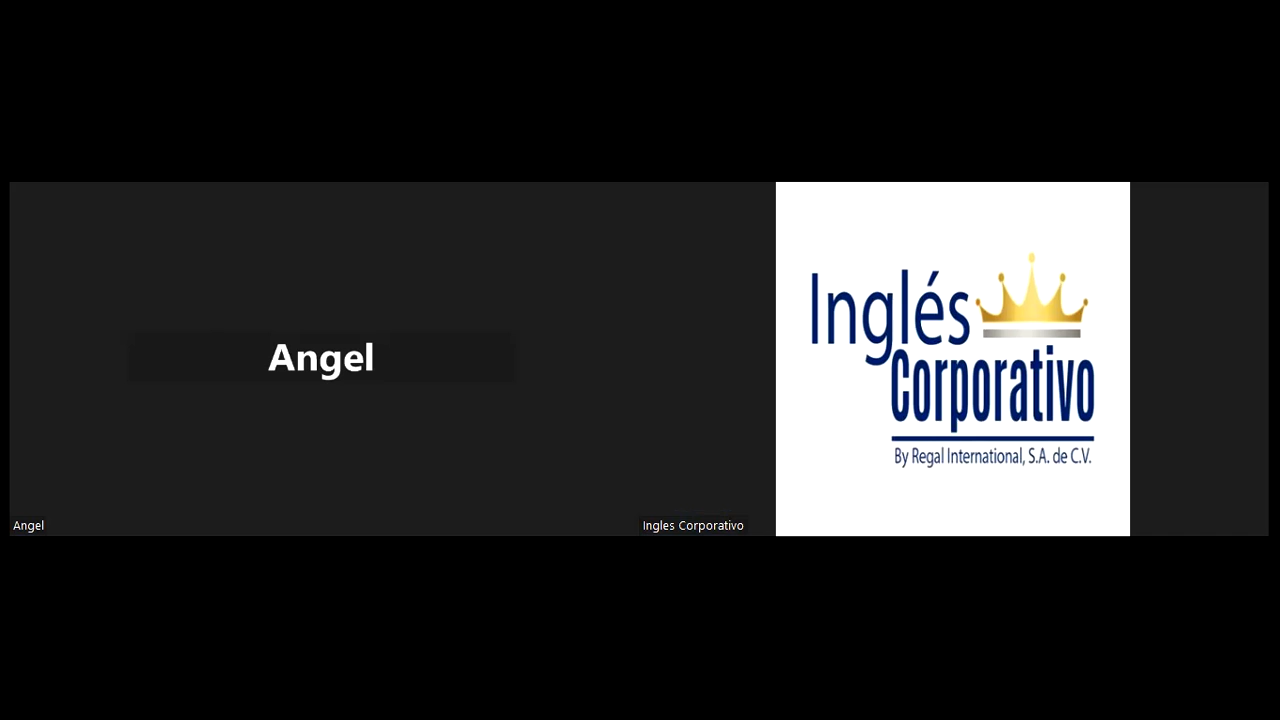 Angel
Angel
Ingles Corporativo
Inglés
Corporativo
By Regal International, S.A. de C.V.